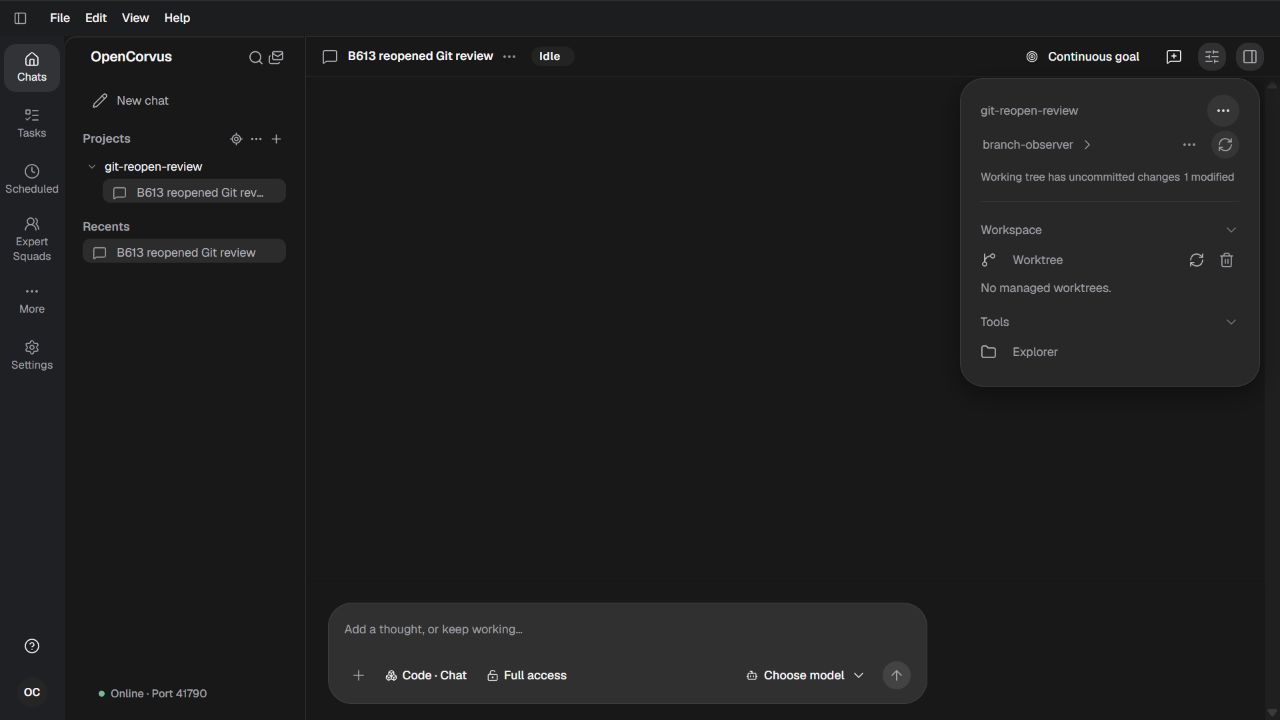 File Edit View Help
Chats
Tasks
Scheduled
Expert
Squads
More
Settings
OC
OpenCorvus
New chat
Projects
git-reopen-review
B613 reopened Git rev...
Recents
B613 reopened Git review
Online · Port 41790
B613 reopened Git review
Idle
Continuous goal
git-reopen-review
branch-observer
Working tree has uncommitted changes 1 modified
Workspace
Worktree
No managed worktrees.
Tools
Explorer
Add a thought, or keep working...
Code · Chat
Full access
Choose model